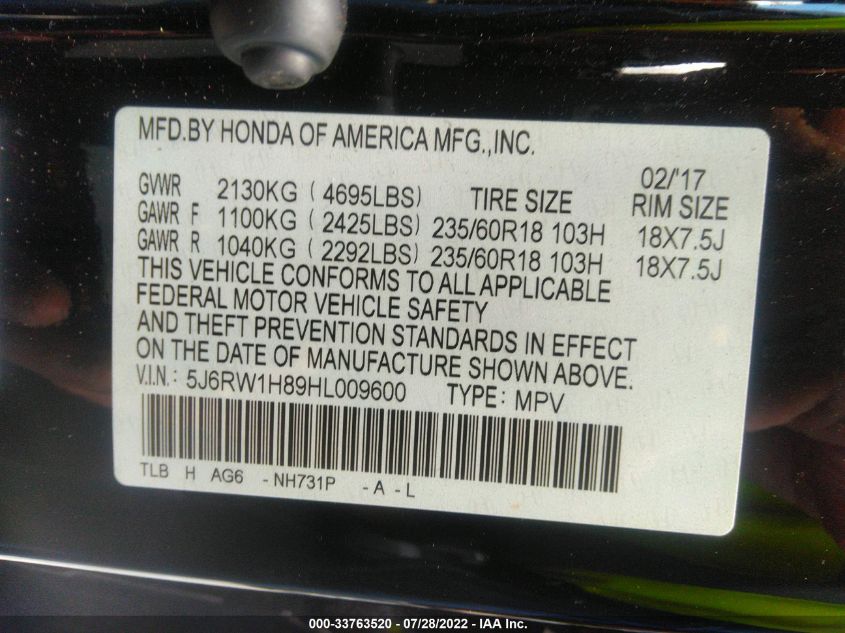 MFD.BY HONDA OF AMERICA MFG.,INC.
02/'17
GVWR 2130KG ( 4695LBS) TIRE SIZE RIM SIZE
GAWR F 1100KG ( 2425LBS) 235/60R18 103H 18X7.5J
GAWR R 1040KG ( 2292LBS) 235/60R18 103H 18X7.5J
THIS VEHICLE CONFORMS TO ALL APPLICABLE
FEDERAL MOTOR VEHICLE SAFETY
AND THEFT PREVENTION STANDARDS IN EFFECT
ON THE DATE OF MANUFACTURE SHOWN ABOVE.
V.I.N.: 5J6RW1H89HL009600 TYPE: MPV
TLB H AG6 - NH731P - A - L
000-33763520 / 07/28/2022 - IAA Inc.